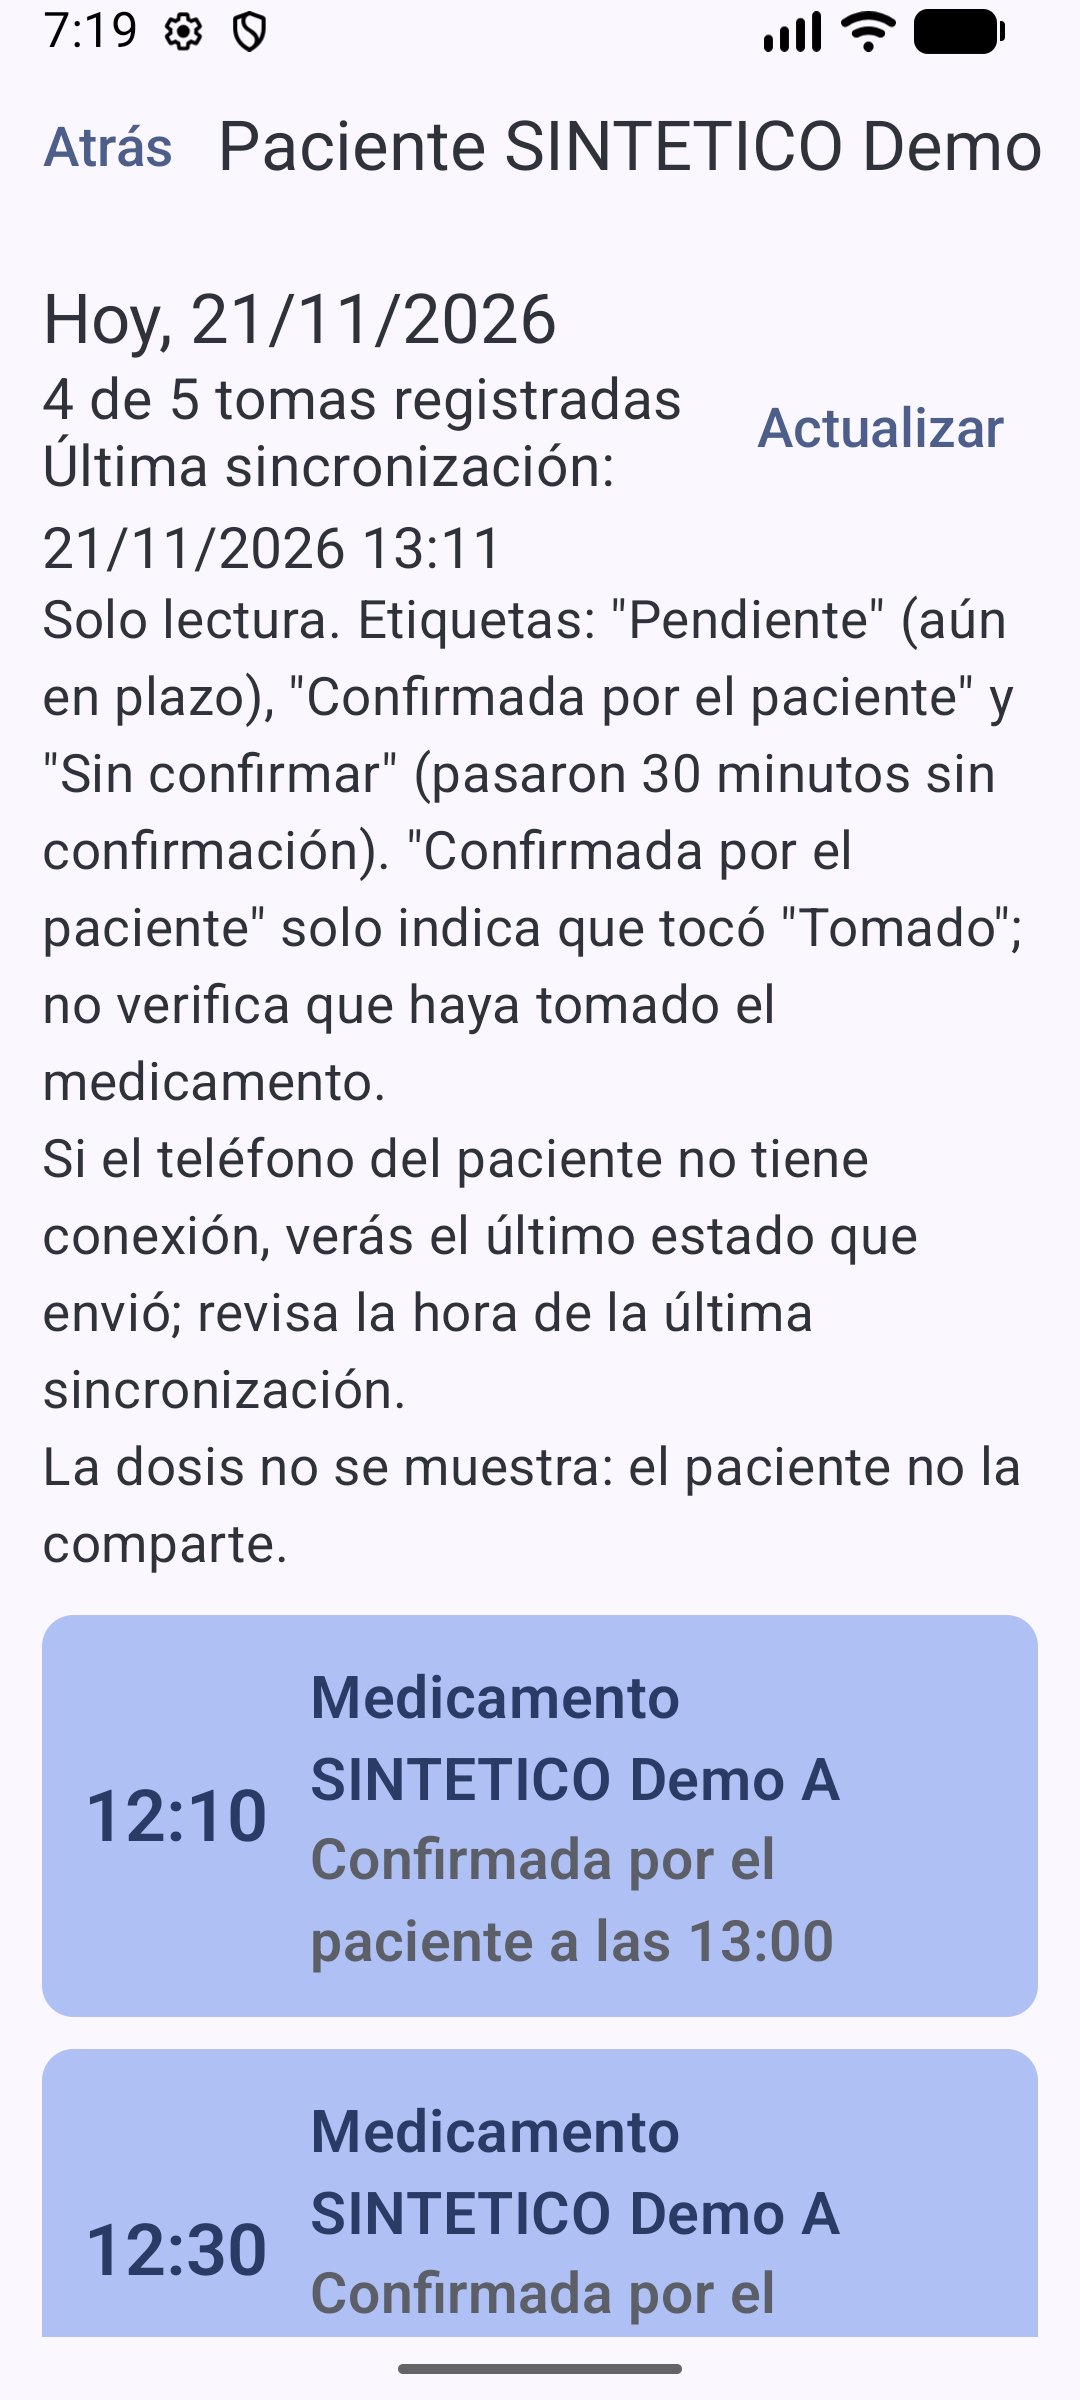 7:19
Atrás Paciente SINTETICO Demo
Hoy, 21/11/2026
4 de 5 tomas registradas
Actualizar
Última sincronización:
21/11/2026 13:11
Solo lectura. Etiquetas: "Pendiente" (aún
en plazo), "Confirmada por el paciente" y
"Sin confirmar" (pasaron 30 minutos sin
confirmación). "Confirmada por el
paciente" solo indica que tocó "Tomado";
no verifica que haya tomado el
medicamento.
Si el teléfono del paciente no tiene
conexión, verás el último estado que
envió; revisa la hora de la última
sincronización.
La dosis no se muestra: el paciente no la
comparte.
12:10
Medicamento
SINTETICO Demo A
Confirmada por el
paciente a las 13:00
12:30
Medicamento
SINTETICO Demo A
Confirmada por el